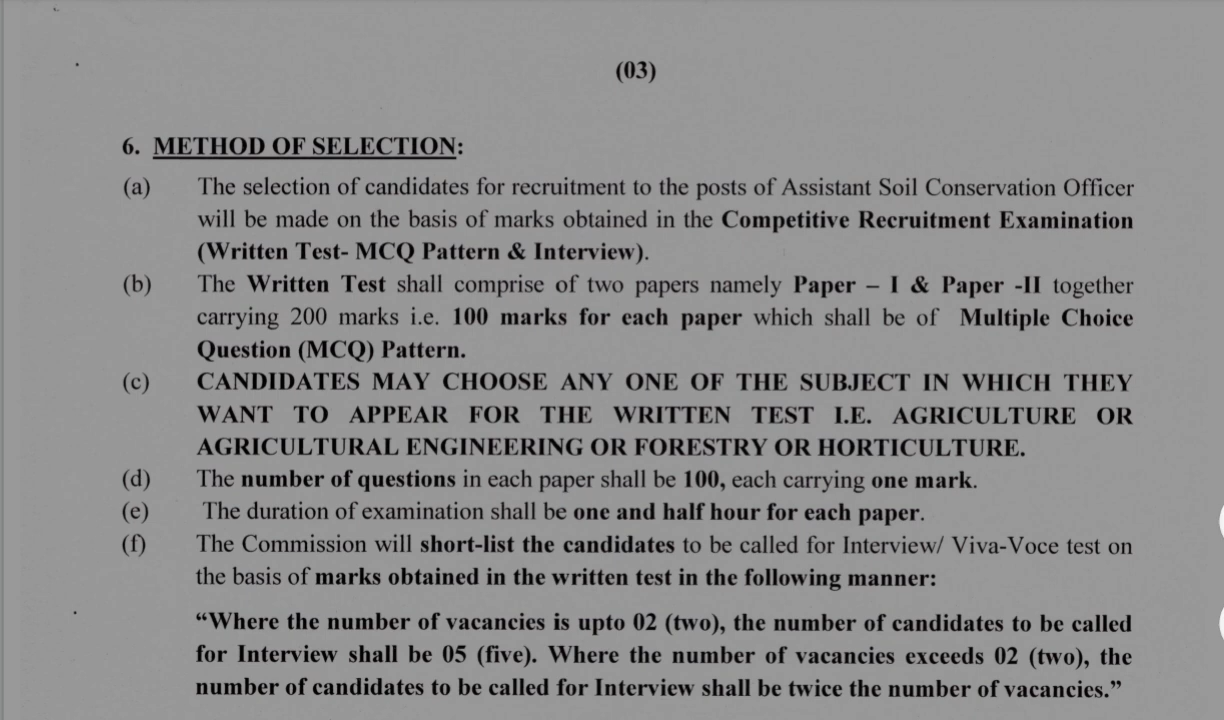 (03)
6. METHOD OF SELECTION:
(a) The selection of candidates for recruitment to the posts of Assistant Soil Conservation Officer
will be made on the basis of marks obtained in the Competitive Recruitment Examination
(Written Test- MCQ Pattern & Interview).
(b) The Written Test shall comprise of two papers namely Paper – I & Paper -II together
carrying 200 marks i.e. 100 marks for each paper which shall be of Multiple Choice
Question (MCQ) Pattern.
(c) CANDIDATES MAY CHOOSE ANY ONE OF THE SUBJECT IN WHICH THEY
WANT TO APPEAR FOR THE WRITTEN TEST I.E. AGRICULTURE OR
AGRICULTURAL ENGINEERING OR FORESTRY OR HORTICULTURE.
(d) The number of questions in each paper shall be 100, each carrying one mark.
(e) The duration of examination shall be one and half hour for each paper.
(f) The Commission will short-list the candidates to be called for Interview/ Viva-Voce test on
the basis of marks obtained in the written test in the following manner:
“Where the number of vacancies is upto 02 (two), the number of candidates to be called
for Interview shall be 05 (five). Where the number of vacancies exceeds 02 (two), the
number of candidates to be called for Interview shall be twice the number of vacancies.”